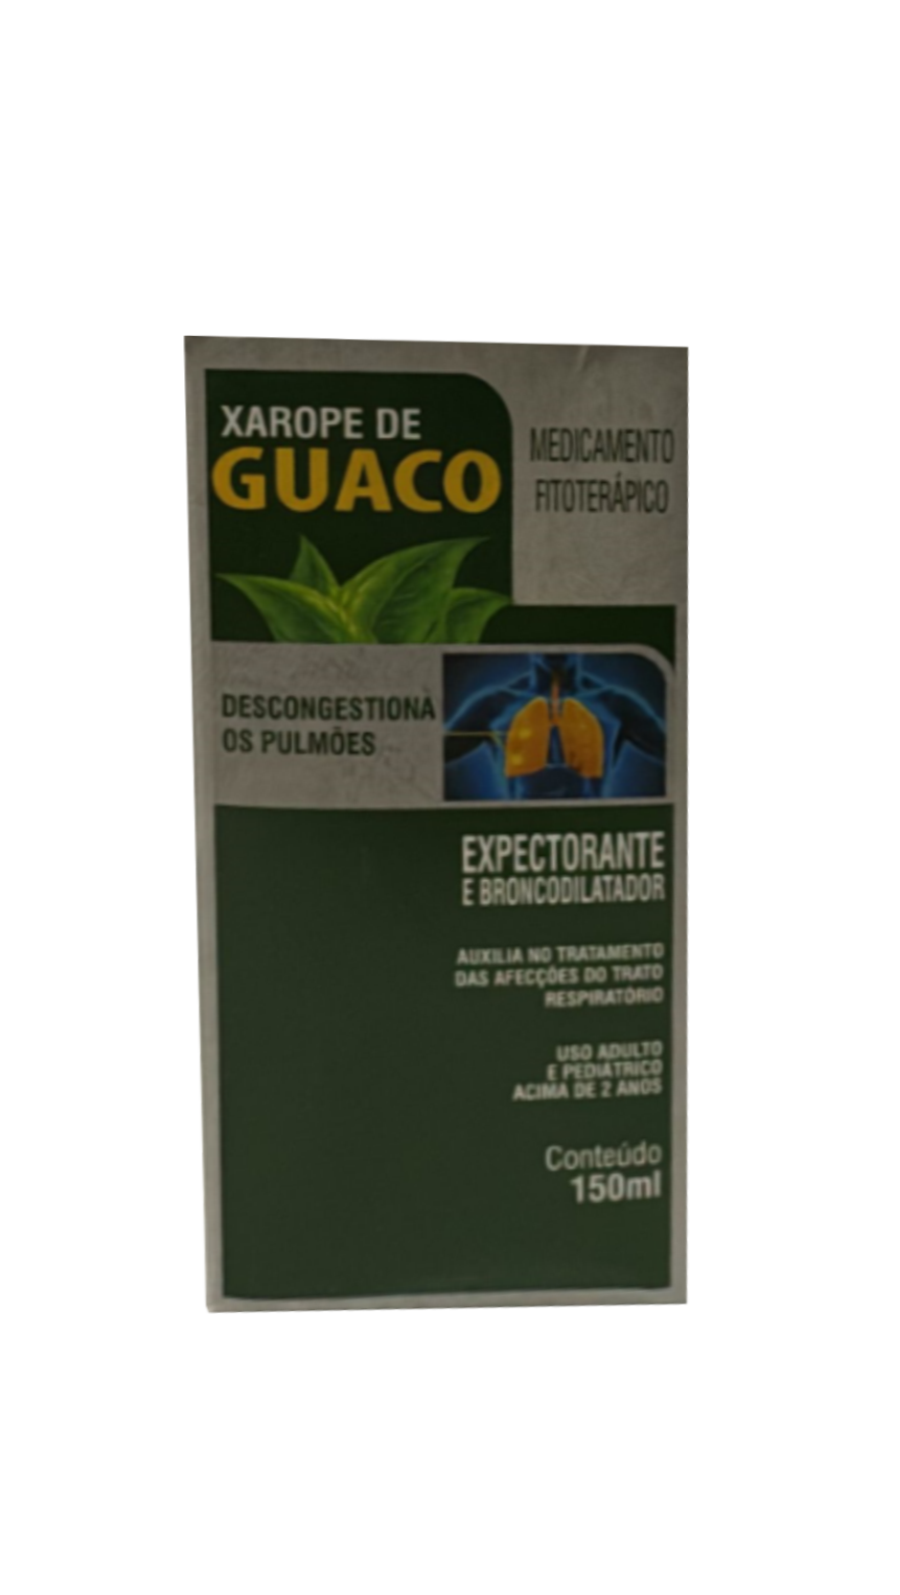 XAROPE DE
GUACO
MEDICAMENTO
FITOTERÁPICO
DESCONGESTIONA
OS PULMÕES
EXPECTORANTE
E BRONCODILATADOR
AUXILIA NO TRATAMENTO
DAS AFECÇÕES DO TRATO
RESPIRATÓRIO
USO ADULTO
E PEDIÁTRICO
ACIMA DE 2 ANOS
Conteúdo
150ml